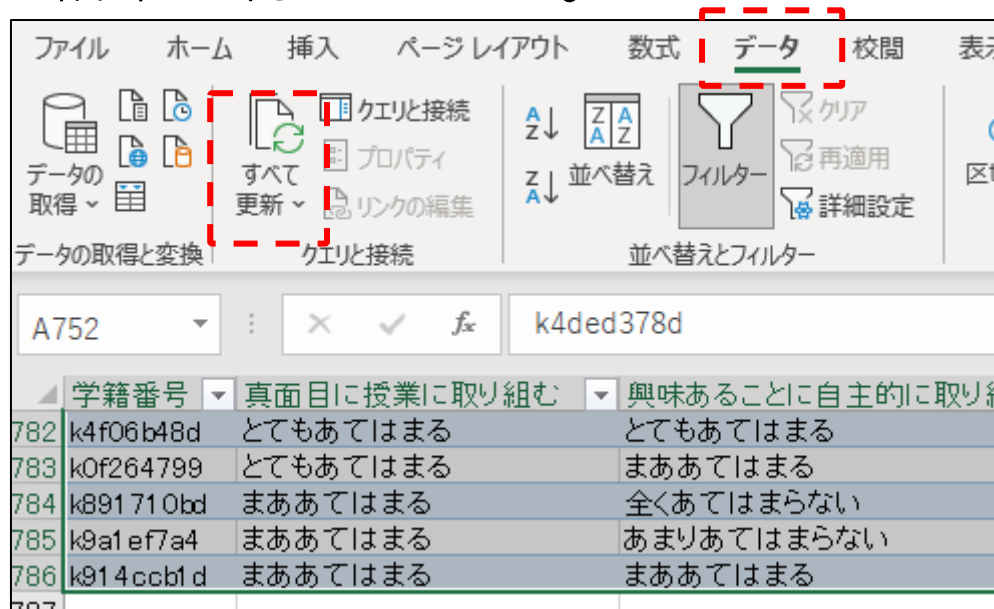 ファイル ホーム 挿入 ページ レイアウト 数式 データ 校閲 表示
データの取得 すべて更新 クエリと接続 プロパティ リンクの編集 並べ替え フィルター クリア 再適用 詳細設定
データの取得と変換 クエリと接続 並べ替えとフィルター
A752 fx k4ded378d
学籍番号 真面目に授業に取り組む 興味あることに自主的に取り組
782 k4f06b48d とてもあてはまる とてもあてはまる
783 k0f264799 とてもあてはまる まああてはまる
784 k891710bd まああてはまる 全くあてはまらない
785 k9a1ef7a4 まああてはまる あまりあてはまらない
786 k914ccb1d まああてはまる まああてはまる